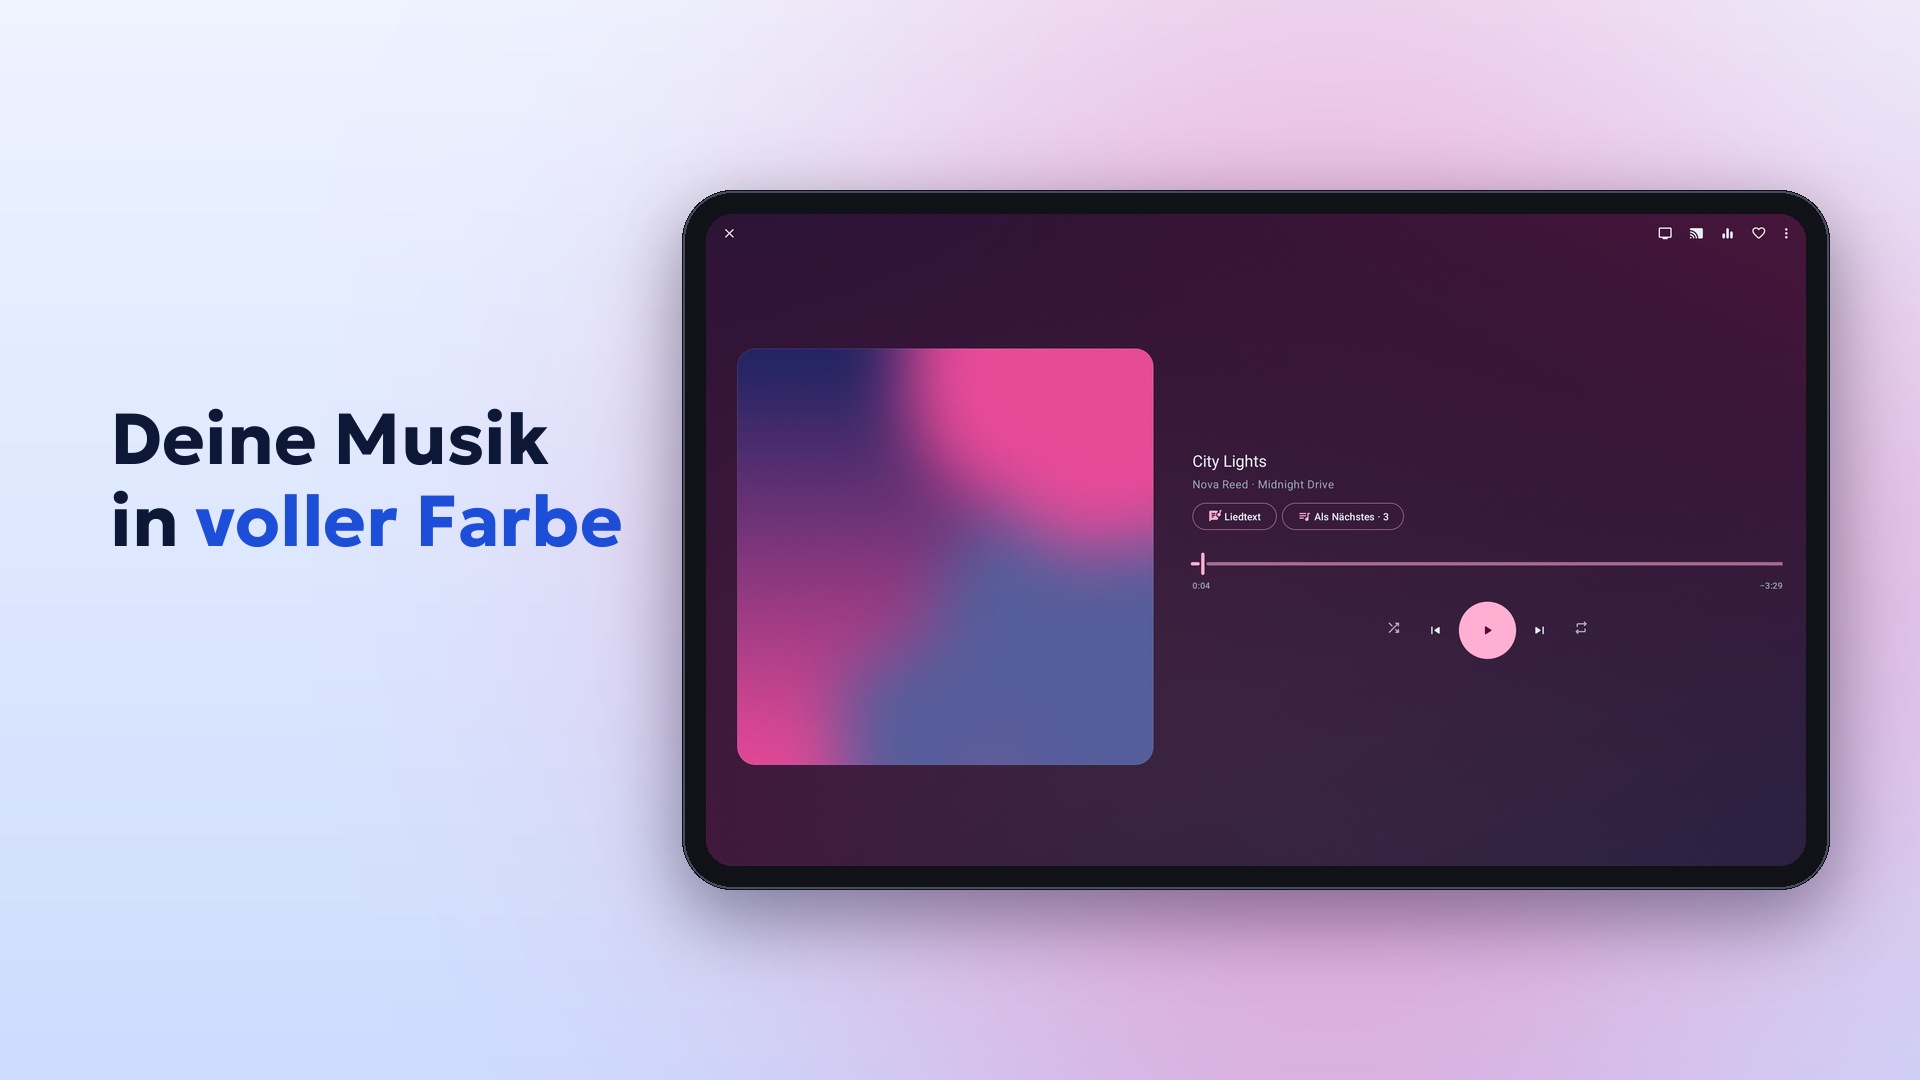 Deine Musik
in voller Farbe
City Lights
Nova Reed · Midnight Drive
Liedtext
Als Nächstes · 3
0:04
−3:29